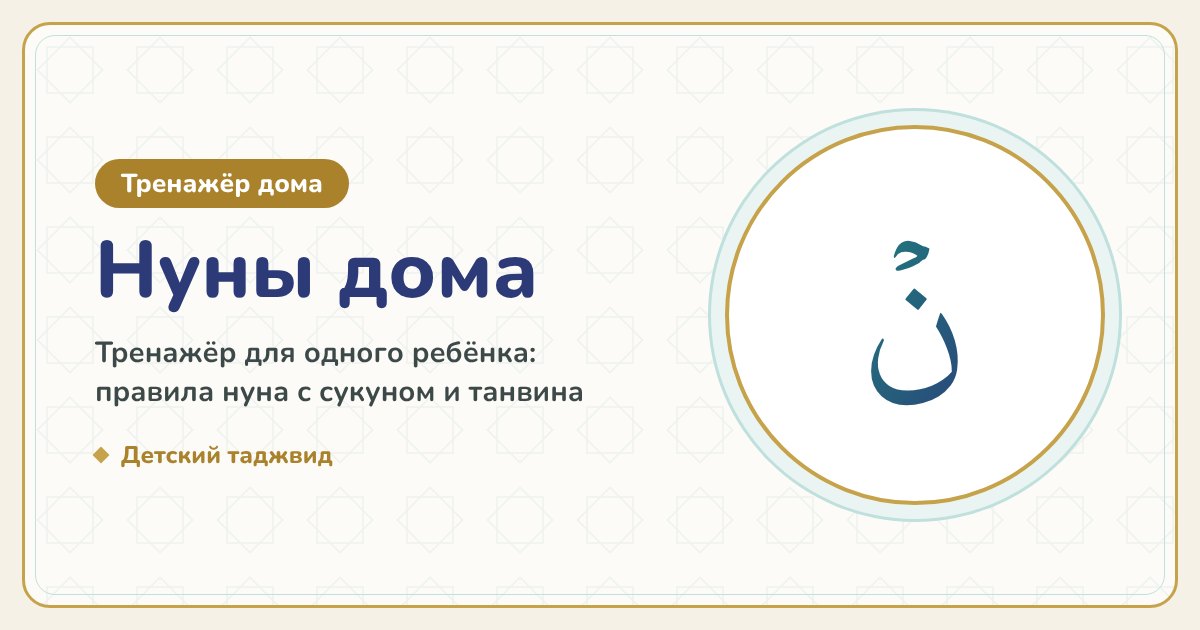 Тренажёр дома
Нуны дома
Тренажёр для одного ребёнка:
правила нуна с сукуном и танвина
Детский таджвид
نْ